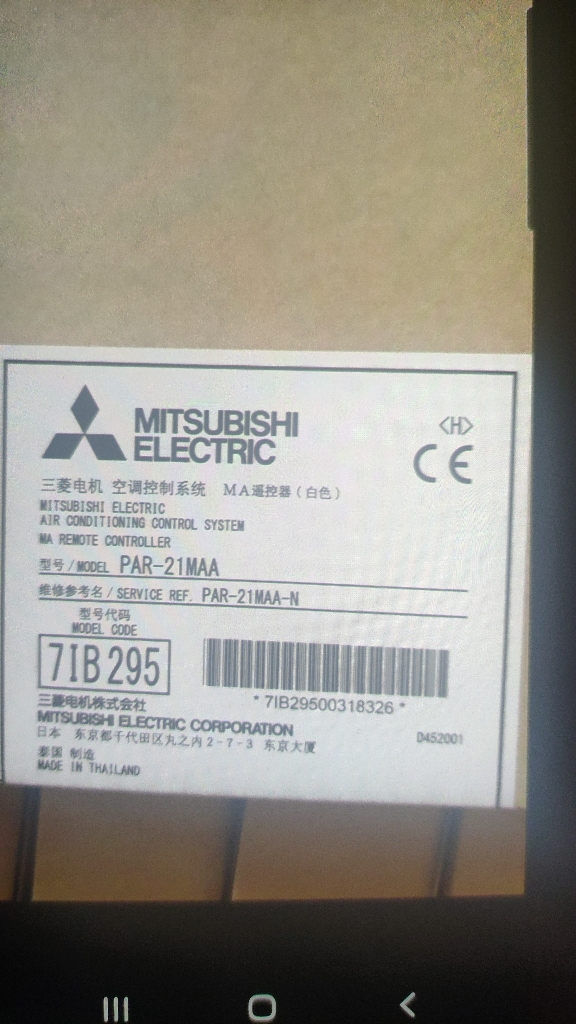 MITSUBISHI
ELECTRIC
<H>
CE
三菱电机 空调控制系统 MA遥控器(白色)
MITSUBISHI ELECTRIC
AIR CONDITIONING CONTROL SYSTEM
MA REMOTE CONTROLLER
型号/MODEL PAR-21MAA
维修参考名/SERVICE REF. PAR-21MAA-N
型号代码
MODEL CODE
7IB295
*7IB29500318326*
三菱电机株式会社
MITSUBISHI ELECTRIC CORPORATION
日本 东京都千代田区丸之内2-7-3 东京大厦
D452001
泰国 制造
MADE IN THAILAND